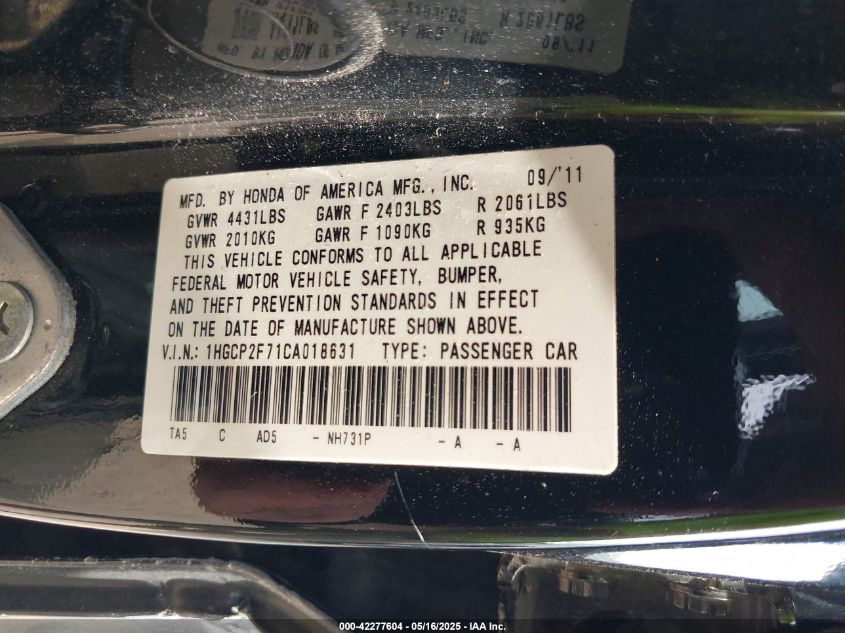 MFD. BY HONDA OF AMERICA MFG., INC. 09/'11
GVWR 4431LBS GAWR F 2403LBS R 2061LBS
GVWR 2010KG GAWR F 1090KG R 935KG
THIS VEHICLE CONFORMS TO ALL APPLICABLE
FEDERAL MOTOR VEHICLE SAFETY, BUMPER,
AND THEFT PREVENTION STANDARDS IN EFFECT
ON THE DATE OF MANUFACTURE SHOWN ABOVE.
V.I.N.: 1HGCP2F71CA018631 TYPE: PASSENGER CAR
TA5 C AD5 - NH731P - A - A
000-42277604 / 05/16/2025 / IAA Inc.